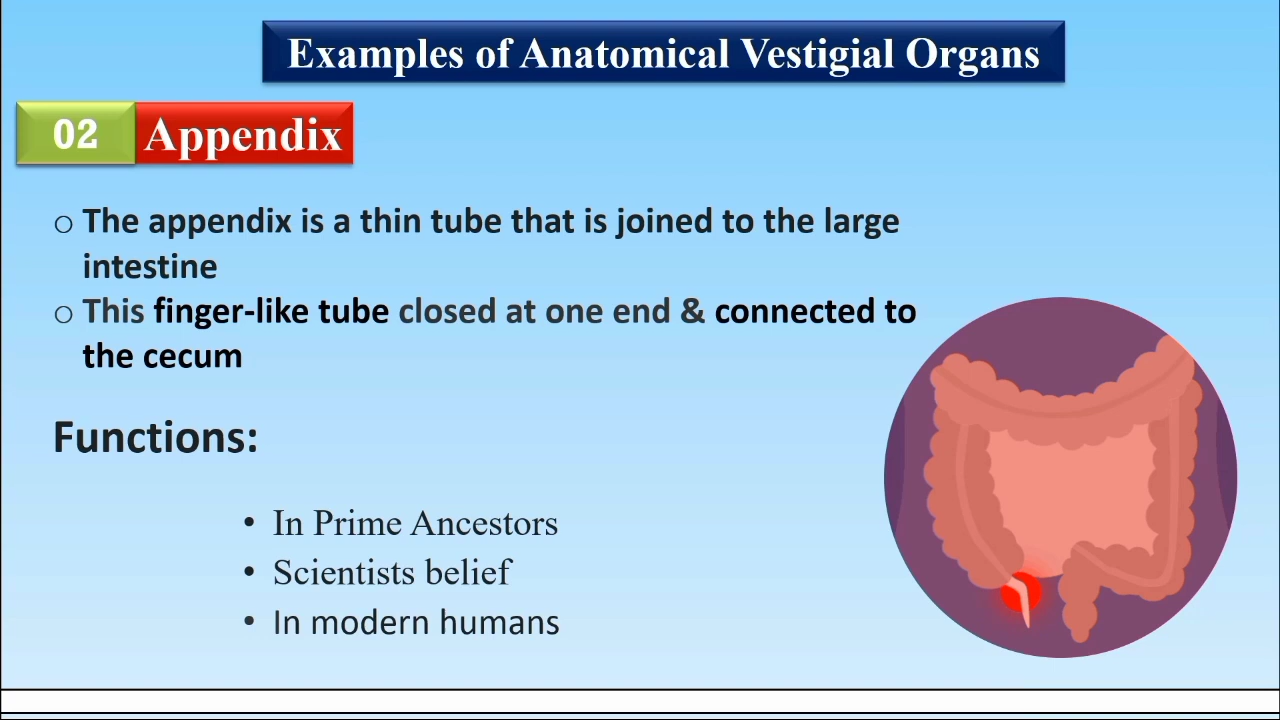 Examples of Anatomical Vestigial Organs
02 Appendix
○ The appendix is a thin tube that is joined to the large
intestine
○ This finger-like tube closed at one end & connected to
the cecum
Functions:
• In Prime Ancestors
• Scientists belief
• In modern humans